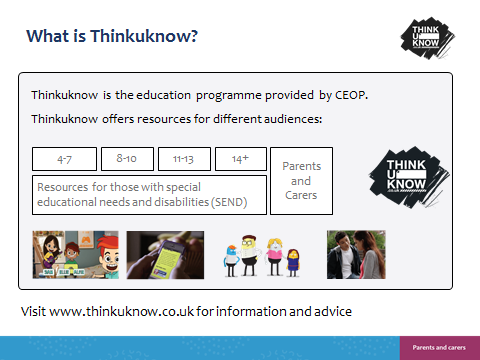 What is Thinkuknow?
THINK
U
KNOW
Thinkuknow is the education programme provided by CEOP.
Thinkuknow offers resources for different audiences:
4-7
8-10
11-13
14+
Parents
and
Carers
Resources for those with special
educational needs and disabilities (SEND)
THINK
U
KNOW
.co.uk
Visit www.thinkuknow.co.uk for information and advice
Parents and carers